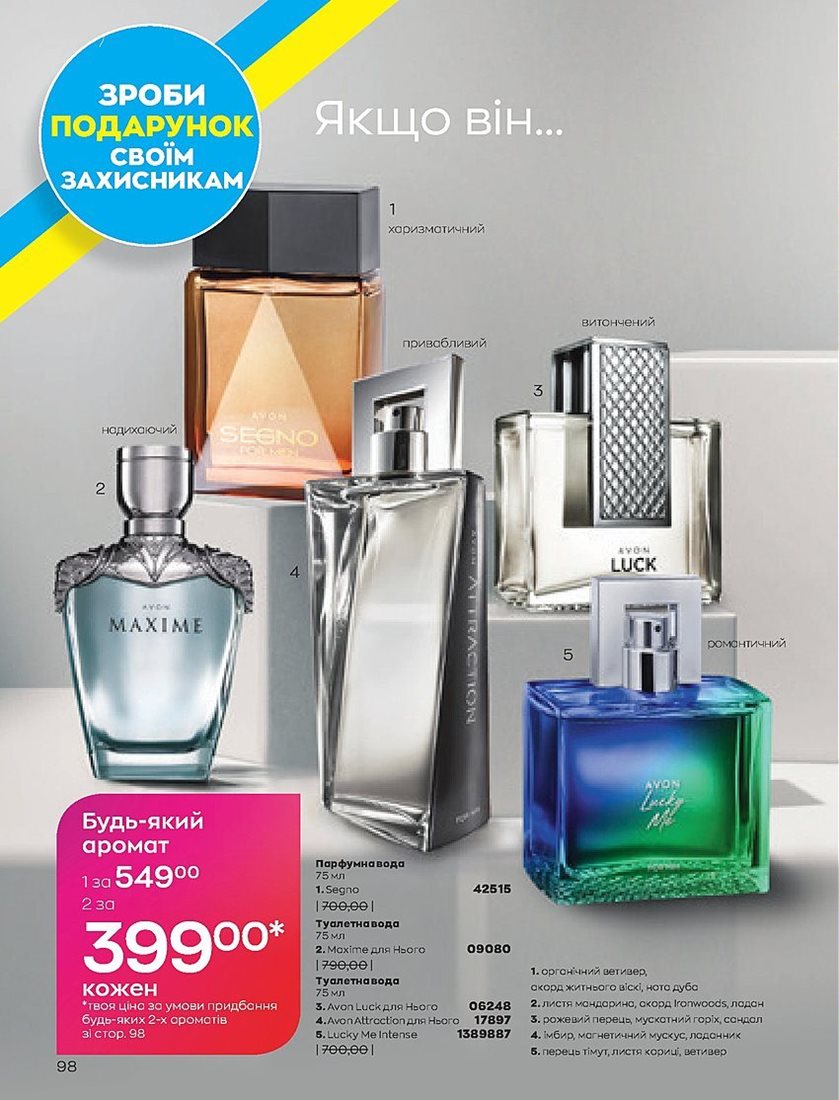 ЗРОБИ
ПОДАРУНОК
СВОЇМ
ЗАХИСНИКАМ
Якщо він...
1
харизматичний
привабливий
витончений
3
надихаючий
2
4
5
романтичний
AVON
SEGNO
FOR MEN
AVON
MAXIME
AVON ATTRACTION
FOR HIM
AVON
LUCK
AVON
Lucky
Me
Будь-який
аромат
1 за 549⁰⁰
2 за
399⁰⁰*
кожен
*твоя ціна за умови придбання
будь-яких 2-х ароматів
зі стор. 98
Парфумна вода
75 мл
1. Segno 42515
| 700,00 |
Туалетна вода
75 мл
2. Maxime для Нього 09080
| 790,00 |
Туалетна вода
75 мл
3. Avon Luck для Нього 06248
4. Avon Attraction для Нього 17897
5. Lucky Me Intense 1389887
| 700,00 |
1. органічний ветивер,
акорд житнього віскі, нота дуба
2. листя мандарина, акорд Ironwoods, ладан
3. рожевий перець, мускатний горіх, сандал
4. імбир, магнетичний мускус, ладанник
5. перець тімут, листя кориці, ветивер
98